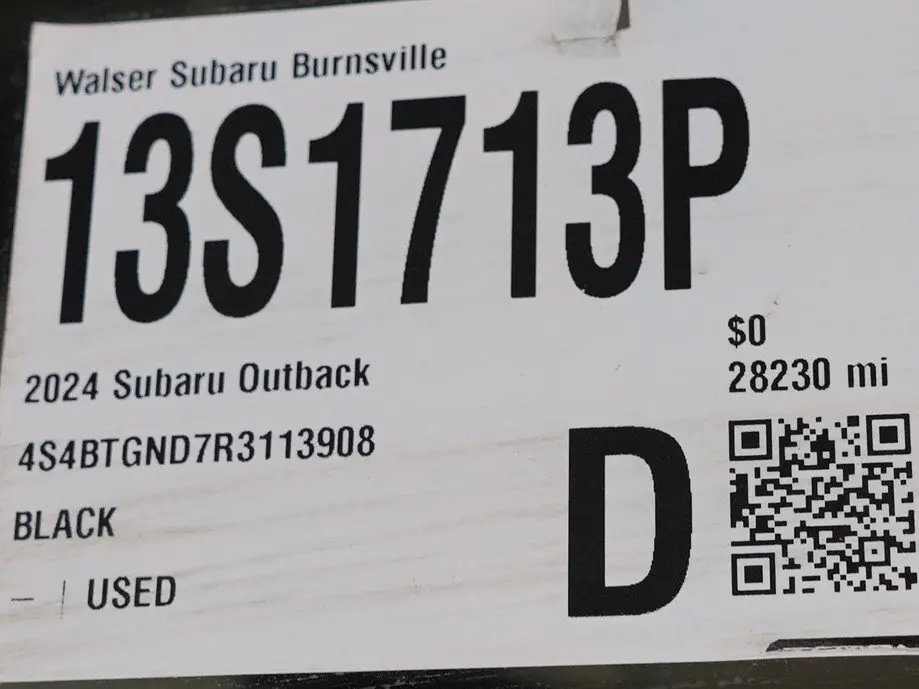 Walser Subaru Burnsville
13S1713P
$0
2024 Subaru Outback
28230 mi
4S4BTGND7R3113908
D
BLACK
– | USED